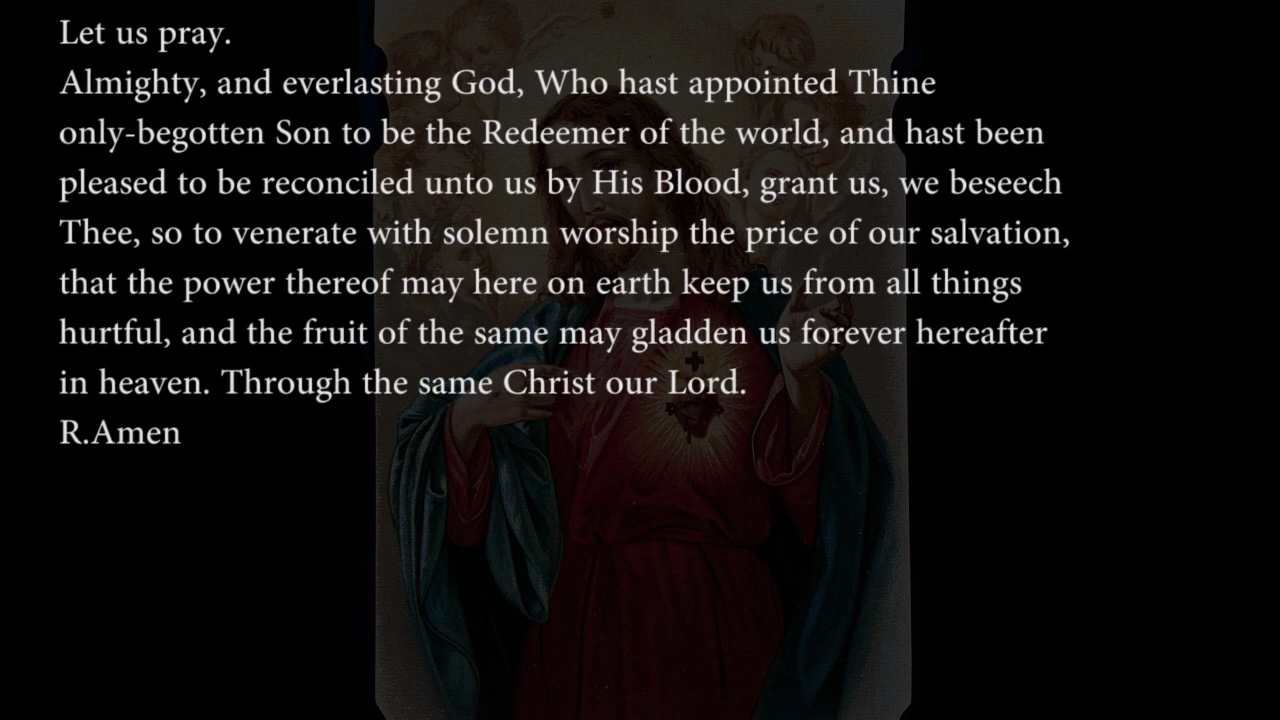 Let us pray.
Almighty, and everlasting God, Who hast appointed Thine
only-begotten Son to be the Redeemer of the world, and hast been
pleased to be reconciled unto us by His Blood, grant us, we beseech
Thee, so to venerate with solemn worship the price of our salvation,
that the power thereof may here on earth keep us from all things
hurtful, and the fruit of the same may gladden us forever hereafter
in heaven. Through the same Christ our Lord.
R.Amen